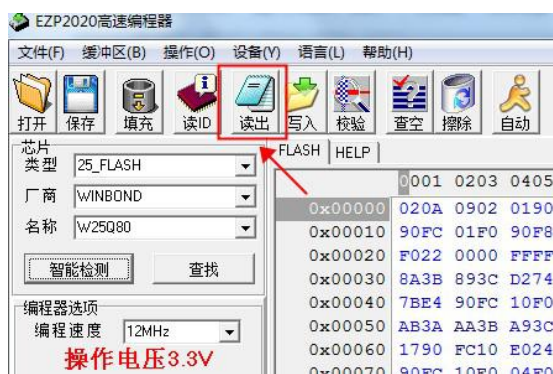 EZP2020高速编程器
文件(F) 缓冲区(B) 操作(O) 设备(Y) 语言(L) 帮助(H)
打开 保存 填充 读ID 读出 写入 校验 查空 擦除 自动
芯片
类型 25_FLASH
厂商 WINBOND
名称 W25Q80
智能检测 查找
编程器选项
编程速度 12MHz
操作电压3.3V
FLASH HELP
0001 0203 0405
0x00000 020A 0902 0190
0x00010 90FC 01F0 90F8
0x00020 F022 0000 FFFF
0x00030 8A3B 893C D274
0x00040 7BE4 90FC 10F0
0x00050 AB3A AA3B A93C
0x00060 1790 FC10 E024
0x00070 90FC 10F0 04F0